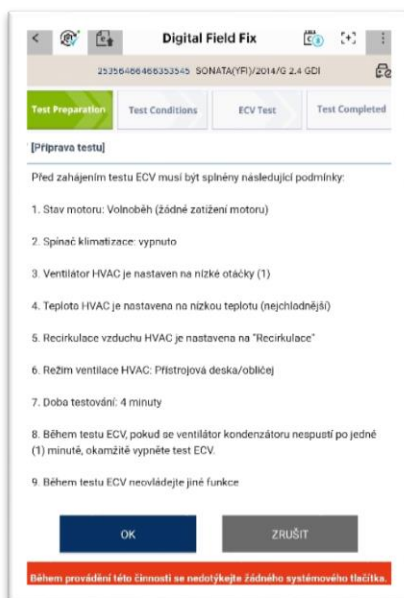 Digital Field Fix
25356466466353545 SONATA(YFI)/2014/G 2,4 GDI
Test Preparation
Test Conditions
ECV Test
Test Completed
[Příprava testu]
Před zahájením testu ECV musí být splněny následující podmínky:
1. Stav motoru: Volnoběh (žádné zatížení motoru)
2. Spínač klimatizace: vypnuto
3. Ventilátor HVAC je nastaven na nízké otáčky (1)
4. Teplota HVAC je nastavena na nízkou teplotu (nejchladnější)
5. Recirkulace vzduchu HVAC je nastavena na "Recirkulace"
6. Režim ventilace HVAC: Přístrojová deska/obličej
7. Doba testování: 4 minuty
8. Během testu ECV, pokud se ventilátor kondenzátoru nespustí po jedné
(1) minutě, okamžitě vypněte test ECV.
9. Během testu ECV neovládejte jiné funkce
OK
ZRUŠIT
Během provádění této činnosti se nedotýkejte žádného systémového tlačítka.